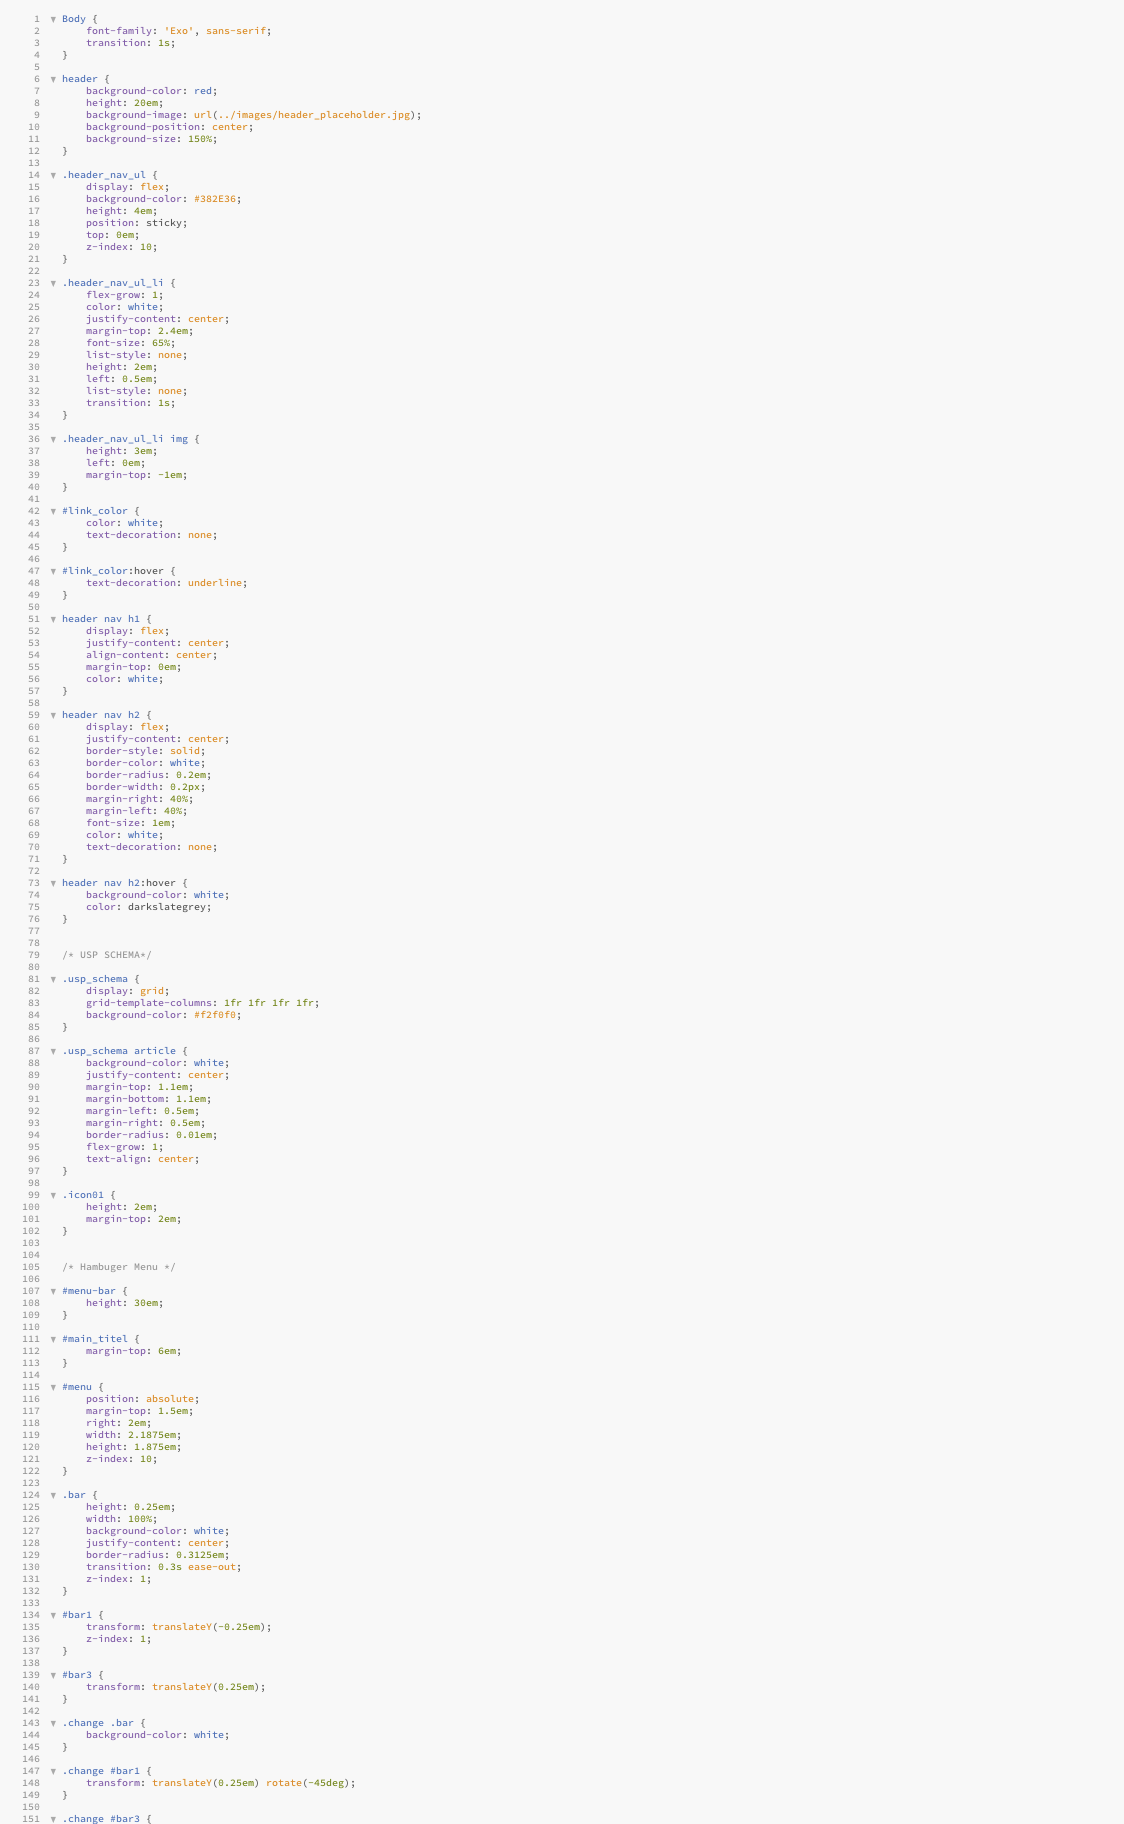 1 ▼ Body {
2 font-family: 'Exo', sans-serif;
3 transition: 1s;
4 }
5
6 ▼ header {
7 background-color: red;
8 height: 20em;
9 background-image: url(../images/header_placeholder.jpg);
10 background-position: center;
11 background-size: 150%;
12 }
13
14 ▼ .header_nav_ul {
15 display: flex;
16 background-color: #382E36;
17 height: 4em;
18 position: sticky;
19 top: 0em;
20 z-index: 10;
21 }
22
23 ▼ .header_nav_ul_li {
24 flex-grow: 1;
25 color: white;
26 justify-content: center;
27 margin-top: 2.4em;
28 font-size: 65%;
29 list-style: none;
30 height: 2em;
31 left: 0.5em;
32 list-style: none;
33 transition: 1s;
34 }
35
36 ▼ .header_nav_ul_li img {
37 height: 3em;
38 left: 0em;
39 margin-top: -1em;
40 }
41
42 ▼ #link_color {
43 color: white;
44 text-decoration: none;
45 }
46
47 ▼ #link_color:hover {
48 text-decoration: underline;
49 }
50
51 ▼ header nav h1 {
52 display: flex;
53 justify-content: center;
54 align-content: center;
55 margin-top: 0em;
56 color: white;
57 }
58
59 ▼ header nav h2 {
60 display: flex;
61 justify-content: center;
62 border-style: solid;
63 border-color: white;
64 border-radius: 0.2em;
65 border-width: 0.2px;
66 margin-right: 40%;
67 margin-left: 40%;
68 font-size: 1em;
69 color: white;
70 text-decoration: none;
71 }
72
73 ▼ header nav h2:hover {
74 background-color: white;
75 color: darkslategrey;
76 }
77
78
79 /* USP SCHEMA*/
80
81 ▼ .usp_schema {
82 display: grid;
83 grid-template-columns: 1fr 1fr 1fr 1fr;
84 background-color: #f2f0f0;
85 }
86
87 ▼ .usp_schema article {
88 background-color: white;
89 justify-content: center;
90 margin-top: 1.1em;
91 margin-bottom: 1.1em;
92 margin-left: 0.5em;
93 margin-right: 0.5em;
94 border-radius: 0.01em;
95 flex-grow: 1;
96 text-align: center;
97 }
98
99 ▼ .icon01 {
100 height: 2em;
101 margin-top: 2em;
102 }
103
104
105 /* Hambuger Menu */
106
107 ▼ #menu-bar {
108 height: 30em;
109 }
110
111 ▼ #main_titel {
112 margin-top: 6em;
113 }
114
115 ▼ #menu {
116 position: absolute;
117 margin-top: 1.5em;
118 right: 2em;
119 width: 2.1875em;
120 height: 1.875em;
121 z-index: 10;
122 }
123
124 ▼ .bar {
125 height: 0.25em;
126 width: 100%;
127 background-color: white;
128 justify-content: center;
129 border-radius: 0.3125em;
130 transition: 0.3s ease-out;
131 z-index: 1;
132 }
133
134 ▼ #bar1 {
135 transform: translateY(-0.25em);
136 z-index: 1;
137 }
138
139 ▼ #bar3 {
140 transform: translateY(0.25em);
141 }
142
143 ▼ .change .bar {
144 background-color: white;
145 }
146
147 ▼ .change #bar1 {
148 transform: translateY(0.25em) rotate(-45deg);
149 }
150
151 ▼ .change #bar3 {